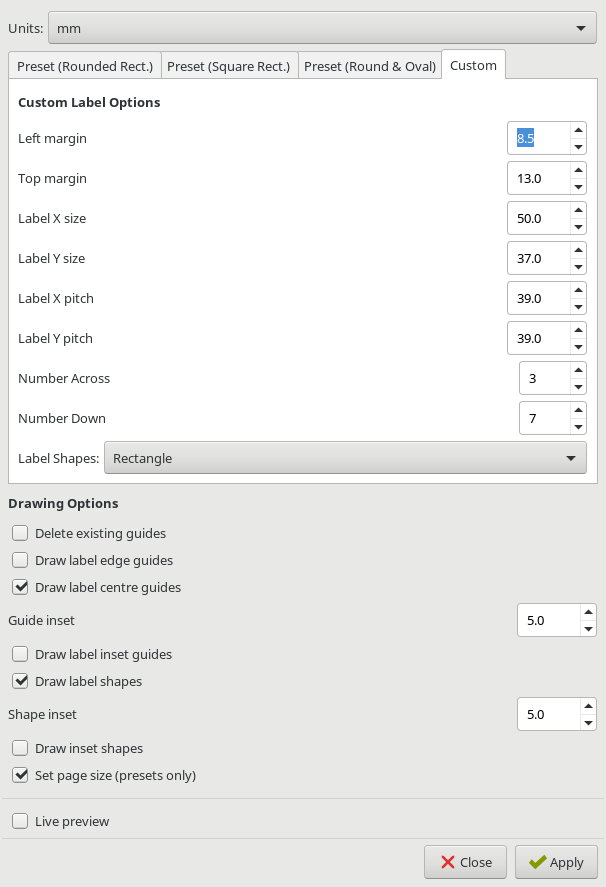 Units: mm
Preset (Rounded Rect.) Preset (Square Rect.) Preset (Round & Oval) Custom
Custom Label Options
Left margin 8.5
Top margin 13.0
Label X size 50.0
Label Y size 37.0
Label X pitch 39.0
Label Y pitch 39.0
Number Across 3
Number Down 7
Label Shapes: Rectangle
Drawing Options
Delete existing guides
Draw label edge guides
Draw label centre guides
Guide inset 5.0
Draw label inset guides
Draw label shapes
Shape inset 5.0
Draw inset shapes
Set page size (presets only)
Live preview
Close Apply